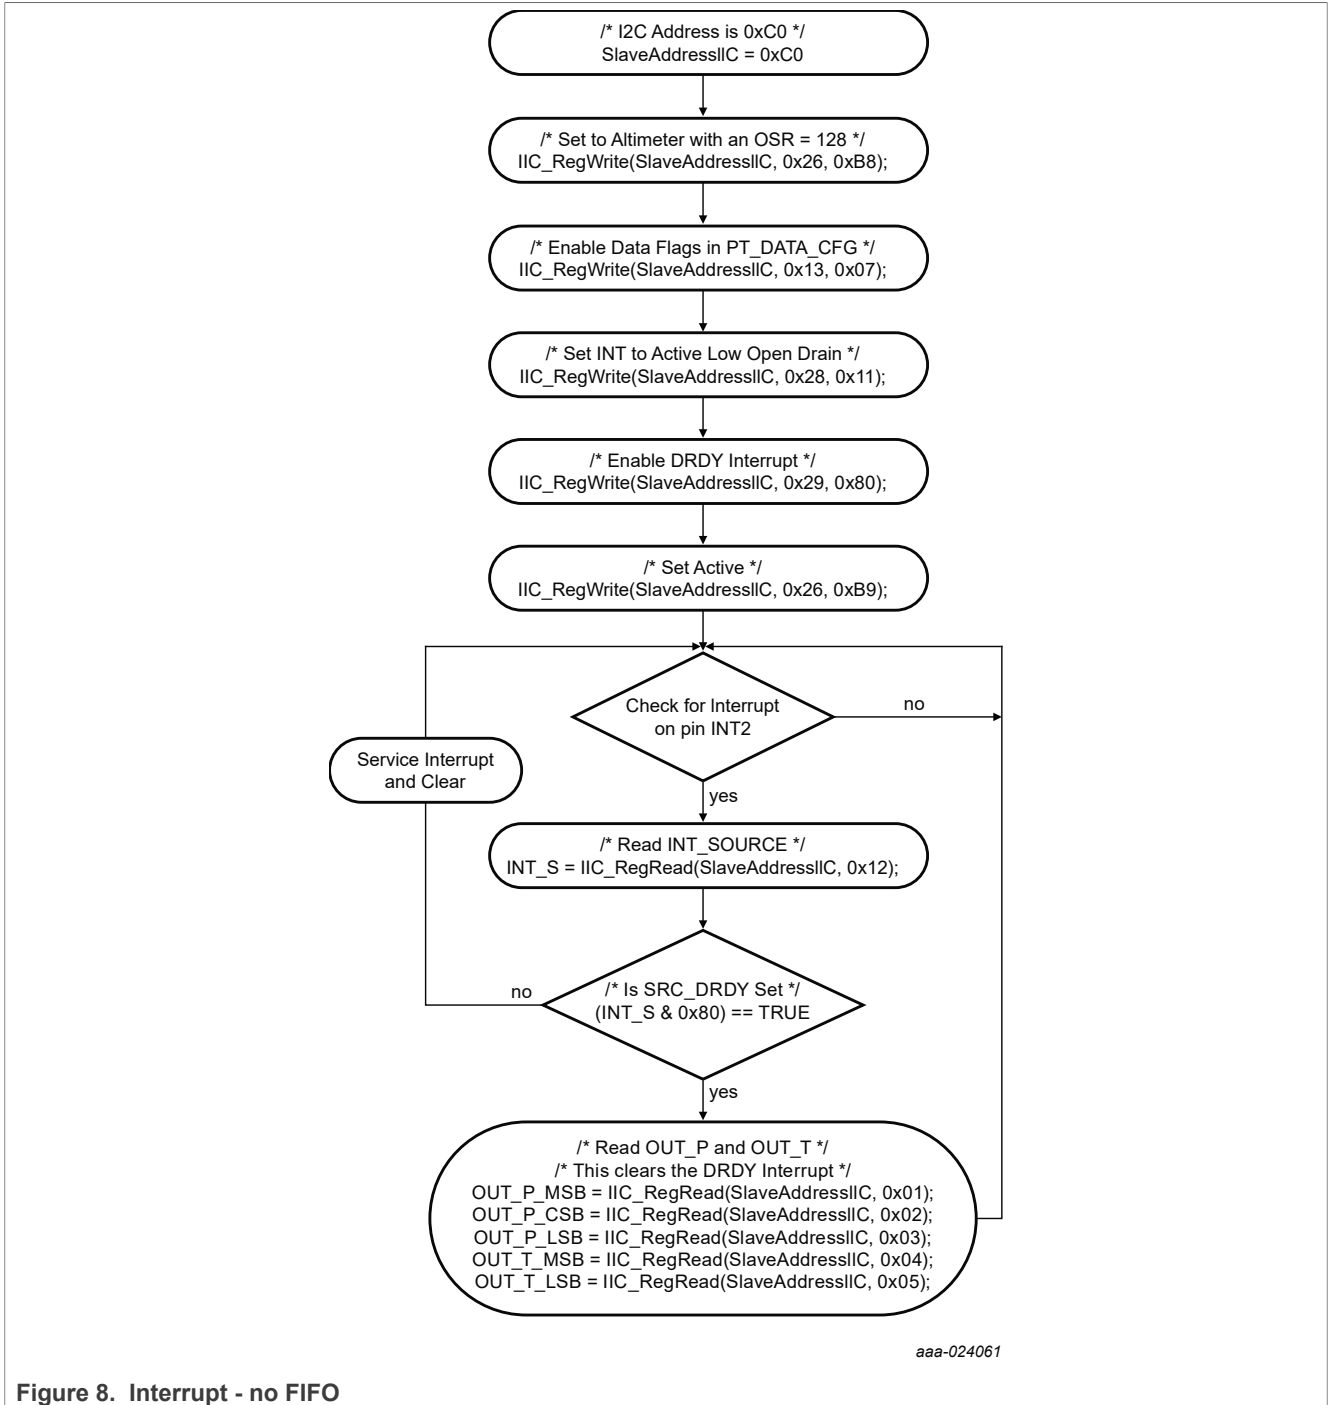 /* I2C Address is 0xC0 */
SlaveAddressIIC = 0xC0
/* Set to Altimeter with an OSR = 128 */
IIC_RegWrite(SlaveAddressIIC, 0x26, 0xB8);
/* Enable Data Flags in PT_DATA_CFG */
IIC_RegWrite(SlaveAddressIIC, 0x13, 0x07);
/* Set INT to Active Low Open Drain */
IIC_RegWrite(SlaveAddressIIC, 0x28, 0x11);
/* Enable DRDY Interrupt */
IIC_RegWrite(SlaveAddressIIC, 0x29, 0x80);
/* Set Active */
IIC_RegWrite(SlaveAddressIIC, 0x26, 0xB9);
Check for Interrupt
on pin INT2
no
Service Interrupt
and Clear
yes
/* Read INT_SOURCE */
INT_S = IIC_RegRead(SlaveAddressIIC, 0x12);
no
/* Is SRC_DRDY Set */
(INT_S & 0x80) == TRUE
yes
/* Read OUT_P and OUT_T */
/* This clears the DRDY Interrupt */
OUT_P_MSB = IIC_RegRead(SlaveAddressIIC, 0x01);
OUT_P_CSB = IIC_RegRead(SlaveAddressIIC, 0x02);
OUT_P_LSB = IIC_RegRead(SlaveAddressIIC, 0x03);
OUT_T_MSB = IIC_RegRead(SlaveAddressIIC, 0x04);
OUT_T_LSB = IIC_RegRead(SlaveAddressIIC, 0x05);
aaa-024061
Figure 8. Interrupt - no FIFO